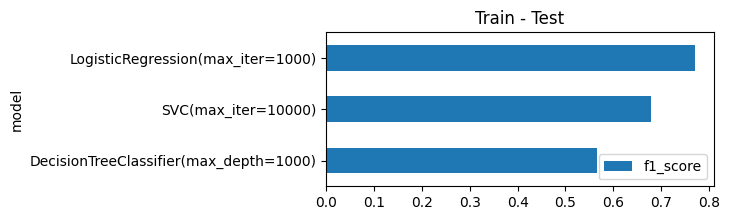 Train - Test
model
LogisticRegression(max_iter=1000)
SVC(max_iter=10000)
DecisionTreeClassifier(max_depth=1000)
f1_score
0.0 0.1 0.2 0.3 0.4 0.5 0.6 0.7 0.8